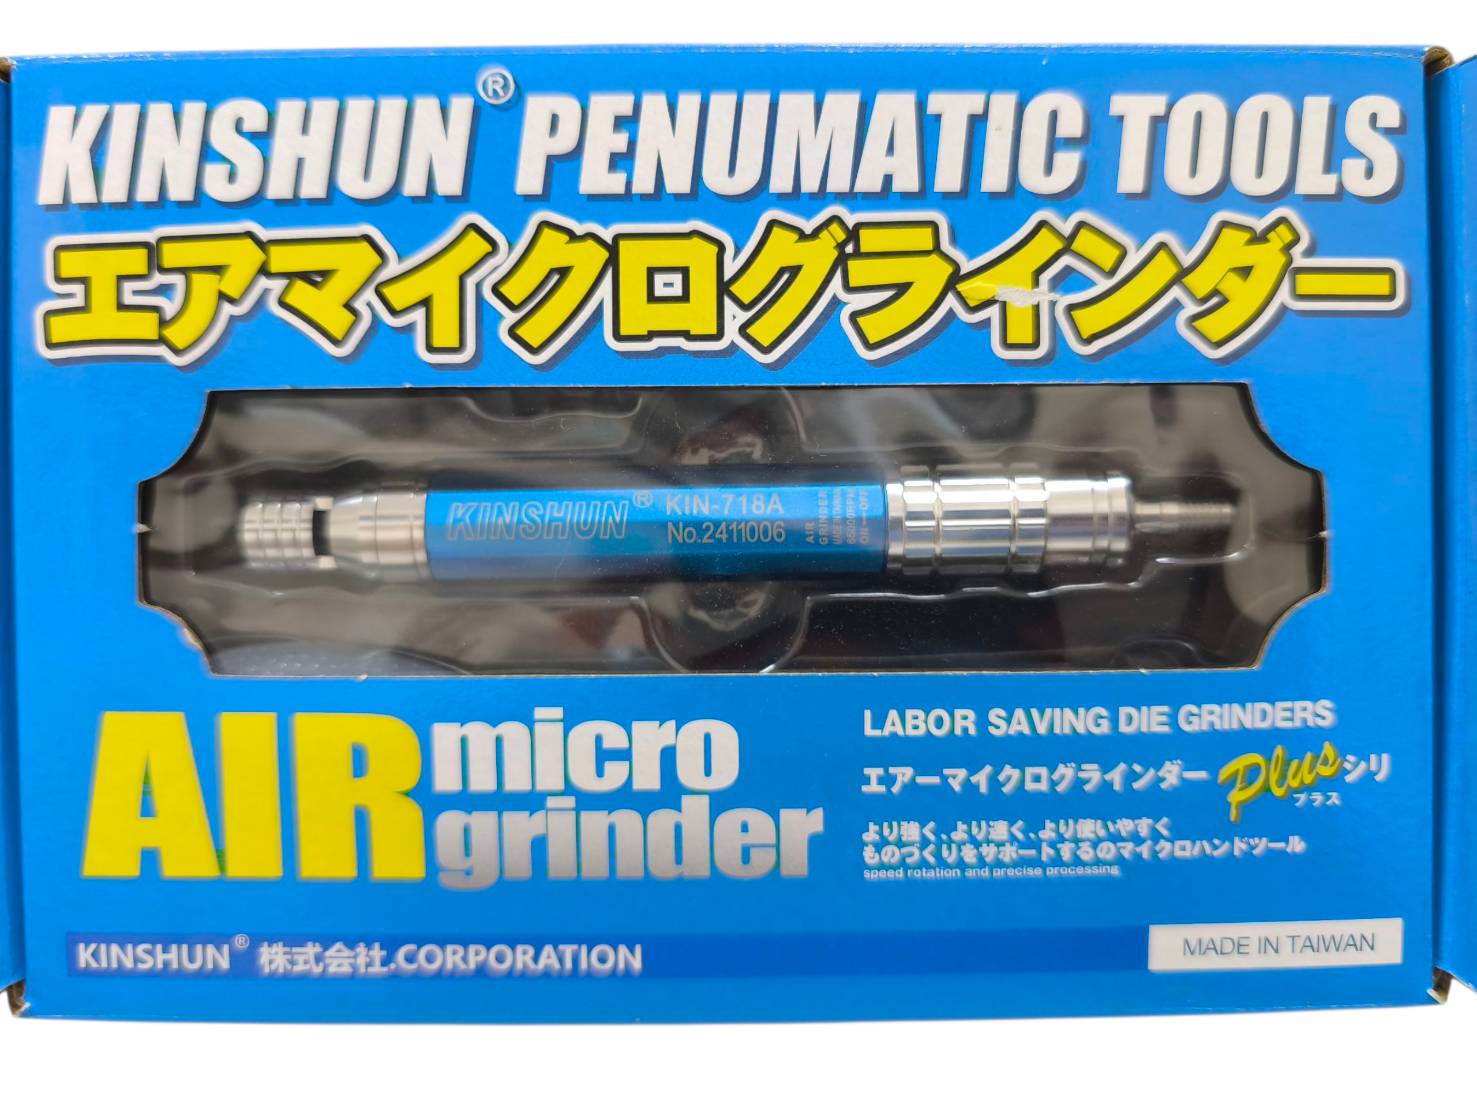 KINSHUN® PENUMATIC TOOLS
エアマイクログラインダー
KINSHUN® KIN-718A
No.2411006
AIR
GRINDER
65000RPM
AIR micro grinder
LABOR SAVING DIE GRINDERS
エアーマイクログラインダー Plus シリ
プラス
より強く、より速く、より使いやすく
ものづくりをサポートするのマイクロハンドツール
speed rotation and precise processing
KINSHUN® 株式会社.CORPORATION
MADE IN TAIWAN